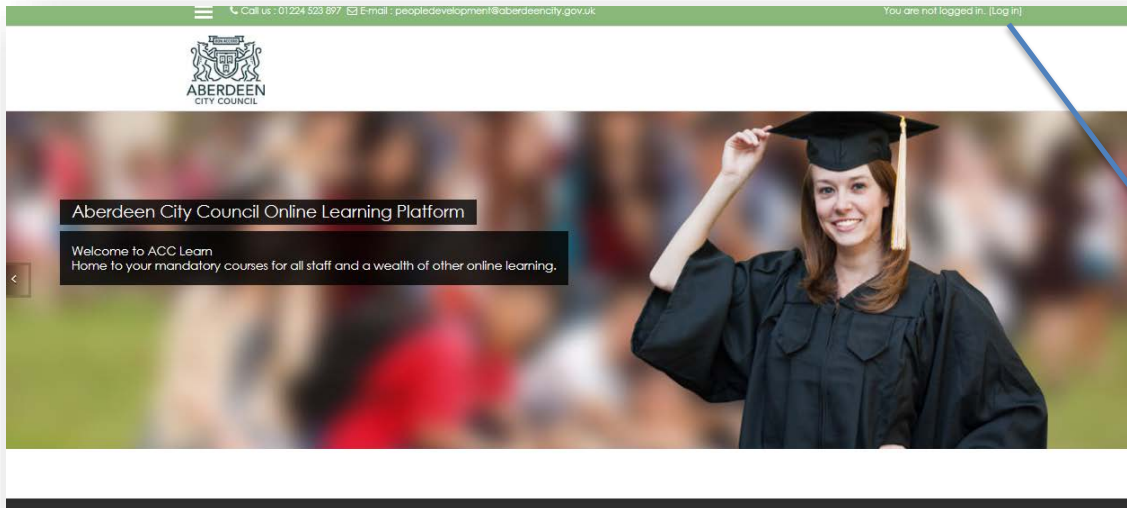 Call us : 01224 523 897 E-mail : peopledevelopment@aberdeencity.gov.uk You are not logged in. (Log in)
ABERDEEN
CITY COUNCIL
Aberdeen City Council Online Learning Platform
Welcome to ACC Learn
Home to your mandatory courses for all staff and a wealth of other online learning.